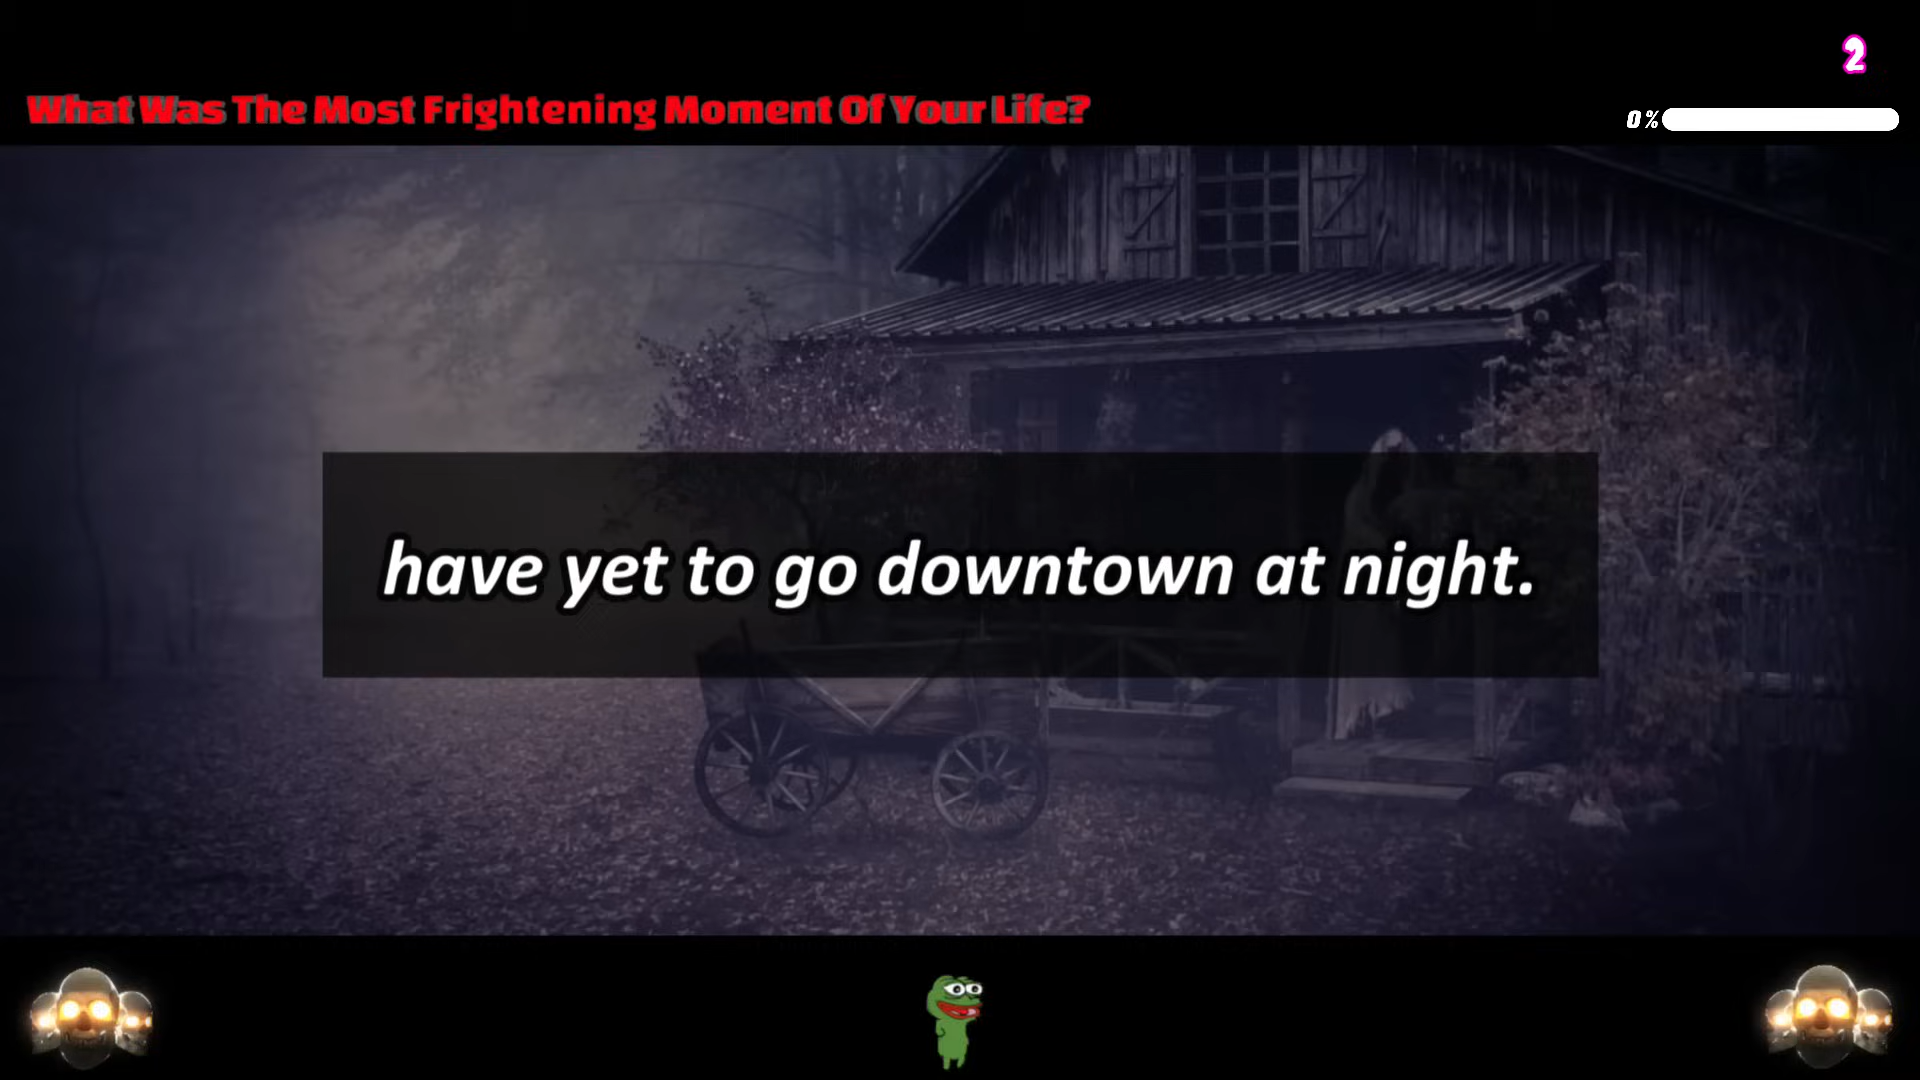 2
What Was The Most Frightening Moment Of Your Life?
0%
have yet to go downtown at night.